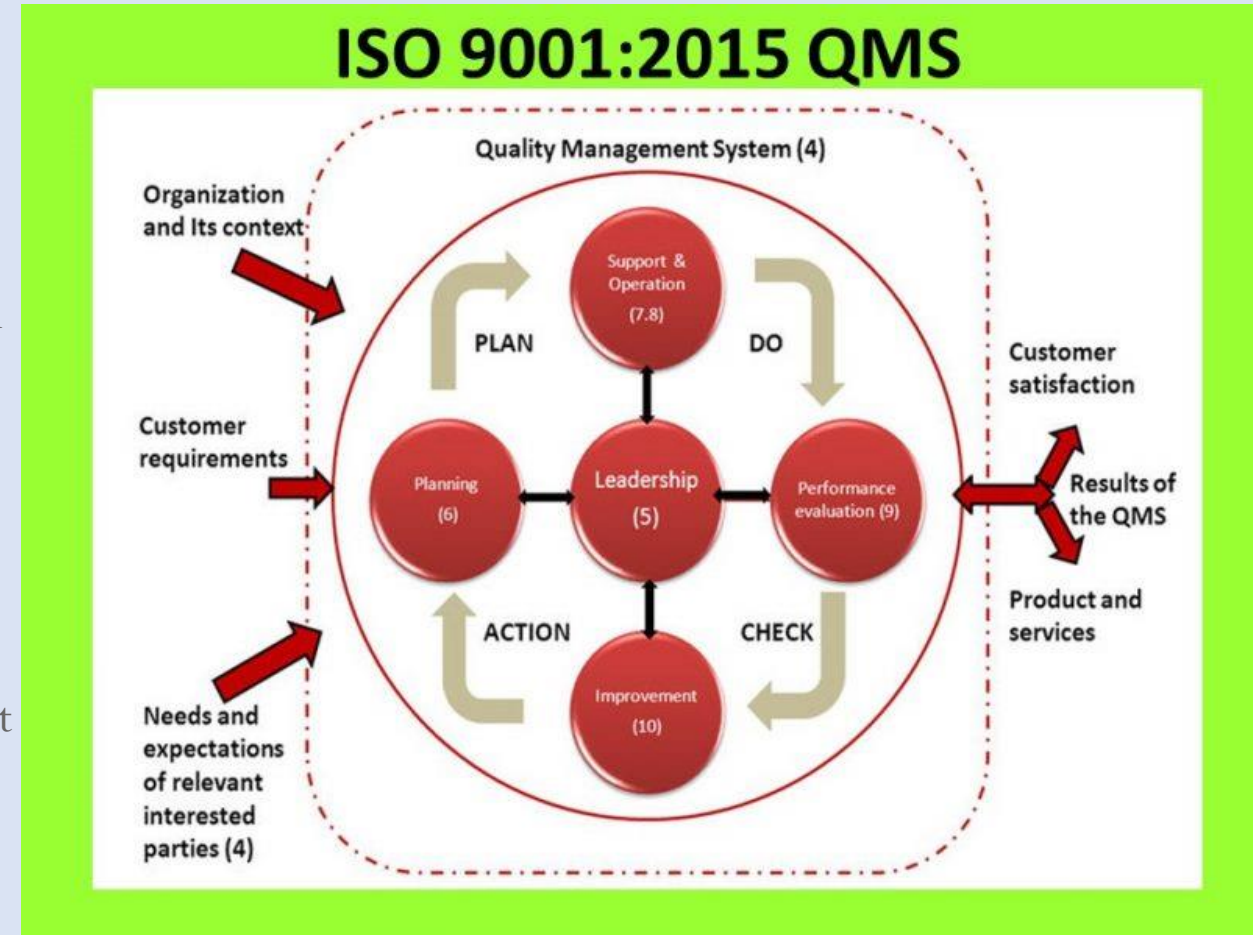 ISO 9001:2015 QMS
Quality Management System (4)
Organization
and Its context
Customer
requirements
Needs and
expectations
of relevant
interested
parties (4)
PLAN
Support &
Operation
(7.8)
DO
Planning
(6)
Leadership
(5)
Performance
evaluation (9)
ACTION
Improvement
(10)
CHECK
Customer
satisfaction
Results of
the QMS
Product and
services
t